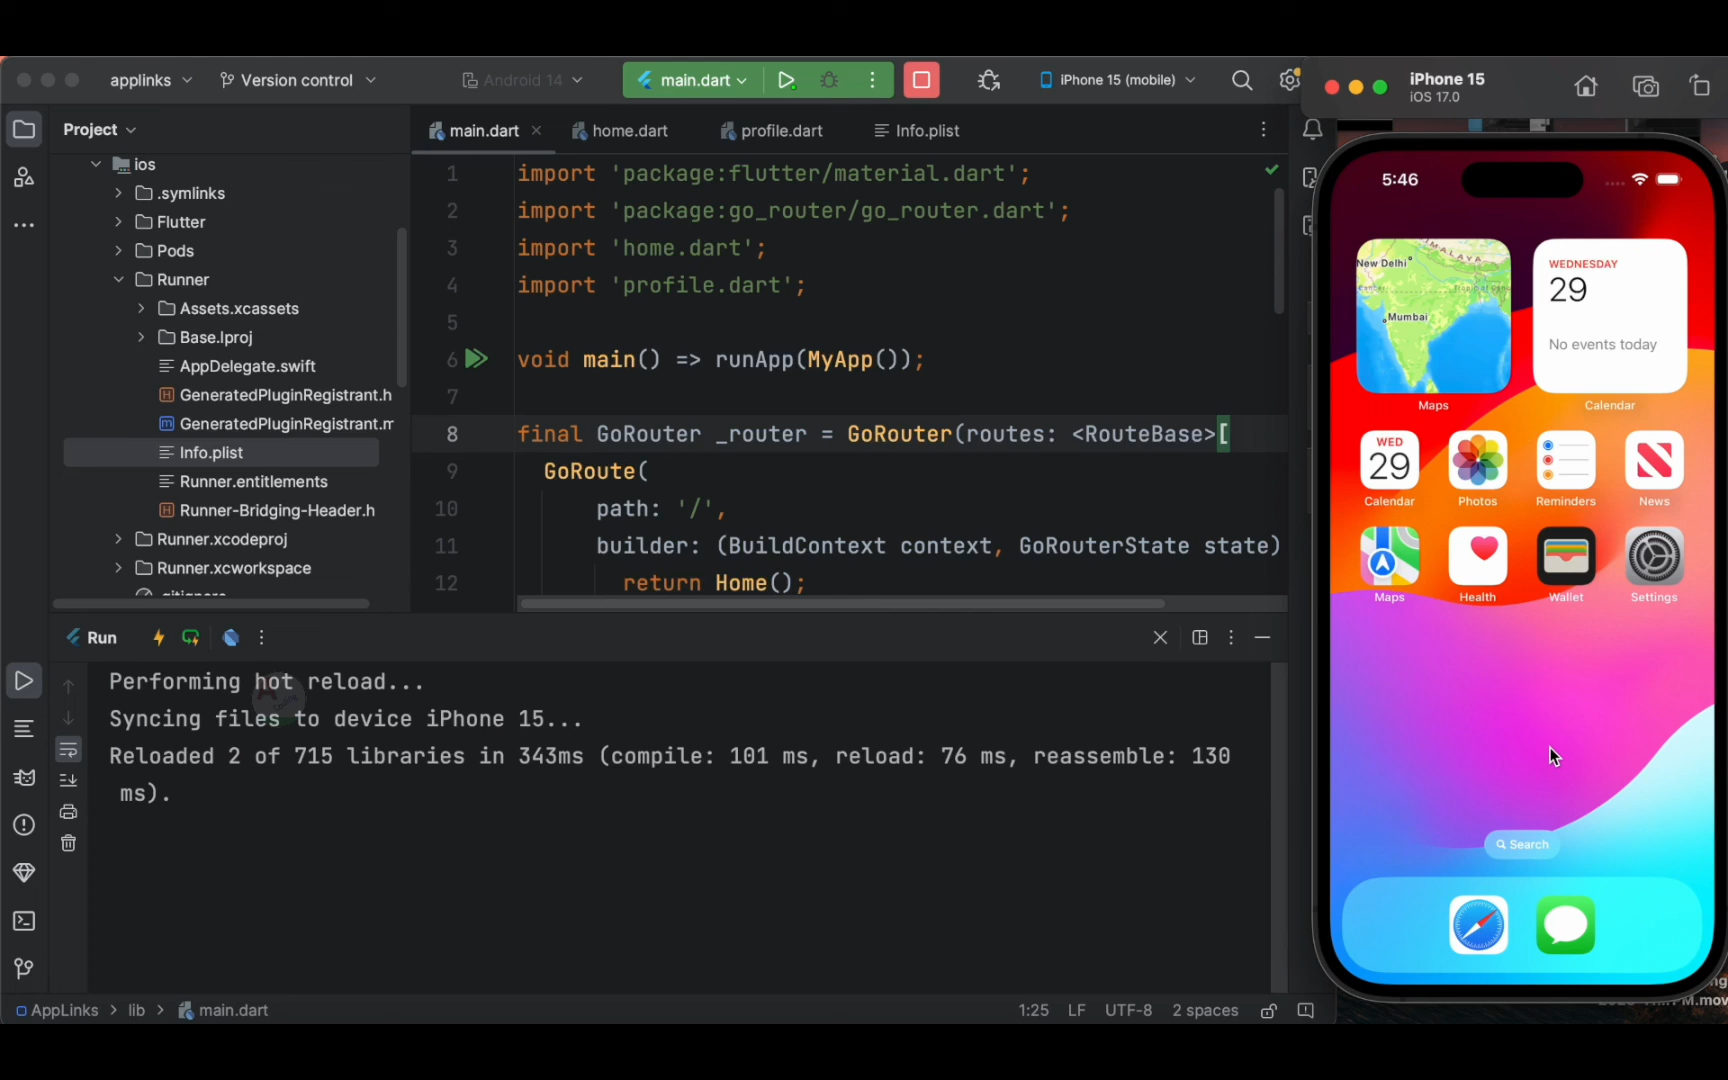 applinks
Version control
Android 14
main.dart
iPhone 15 (mobile)
iPhone 15
iOS 17.0
Project
ios
.symlinks
Flutter
Pods
Runner
Assets.xcassets
Base.lproj
AppDelegate.swift
GeneratedPluginRegistrant.h
GeneratedPluginRegistrant.m
Info.plist
Runner.entitlements
Runner-Bridging-Header.h
Runner.xcodeproj
Runner.xcworkspace
.gitignore
main.dart
home.dart
profile.dart
Info.plist
1 import 'package:flutter/material.dart';
2 import 'package:go_router/go_router.dart';
3 import 'home.dart';
4 import 'profile.dart';
5
6 void main() => runApp(MyApp());
7
8 final GoRouter _router = GoRouter(routes: <RouteBase>[
9 GoRoute(
10 path: '/',
11 builder: (BuildContext context, GoRouterState state)
12 return Home();
Run
Performing hot reload...
Syncing files to device iPhone 15...
Reloaded 2 of 715 libraries in 343ms (compile: 101 ms, reload: 76 ms, reassemble: 130
ms).
AppLinks
lib
main.dart
1:25
LF
UTF-8
2 spaces
5:46
New Delhi
Mumbai
WEDNESDAY
29
No events today
Maps
Calendar
WED
29
Calendar
Photos
Reminders
News
Maps
Health
Wallet
Settings
Search